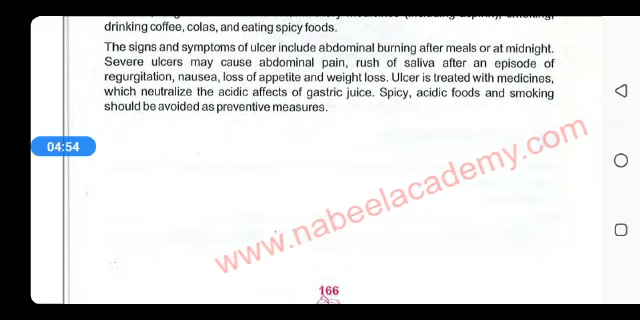 drinking coffee, colas, and eating spicy foods.
The signs and symptoms of ulcer include abdominal burning after meals or at midnight.
Severe ulcers may cause abdominal pain, rush of saliva after an episode of
regurgitation, nausea, loss of appetite and weight loss. Ulcer is treated with medicines,
which neutralize the acidic affects of gastric juice. Spicy, acidic foods and smoking
should be avoided as preventive measures.
04:54
www.nabeelacademy.com
166